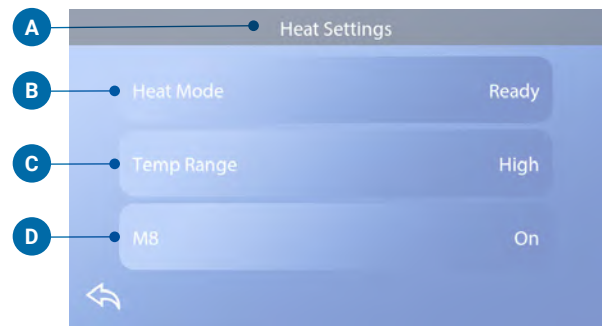 A Heat Settings
B Heat Mode Ready
C Temp Range High
D M8 On